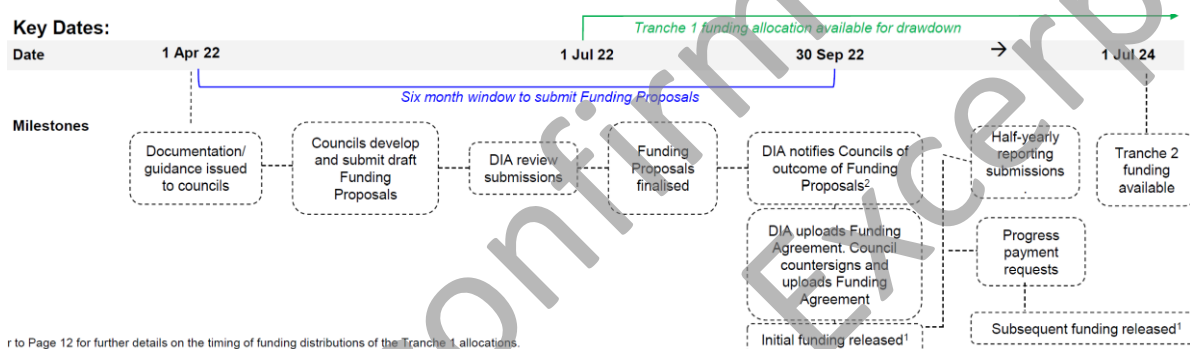 Key Dates:
Tranche 1 funding allocation available for drawdown
Date 1 Apr 22 1 Jul 22 30 Sep 22 → 1 Jul 24
Six month window to submit Funding Proposals
Milestones
Documentation/
guidance issued
to councils
Councils develop
and submit draft
Funding
Proposals
DIA review
submissions
Funding
Proposals
finalised
DIA notifies Councils of
outcome of Funding
Proposals2
DIA uploads Funding
Agreement. Council
countersigns and
uploads Funding
Agreement
Initial funding released1
Half-yearly
reporting
submissions
.
Progress
payment
requests
Subsequent funding released1
Tranche 2
funding
available
r to Page 12 for further details on the timing of funding distributions of the Tranche 1 allocations.
onfirm
Excerp